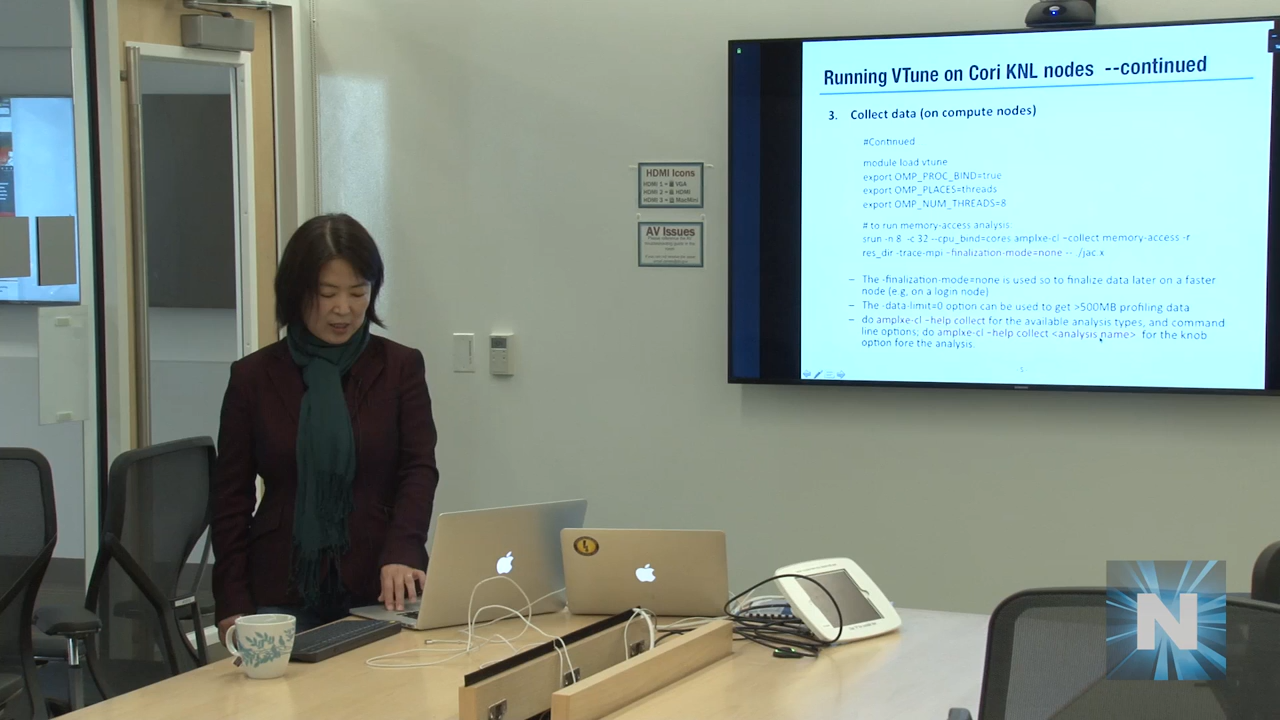 Running VTune on Cori KNL nodes --continued
3. Collect data (on compute nodes)
#Continued
module load vtune
export OMP_PROC_BIND=true
export OMP_PLACES=threads
export OMP_NUM_THREADS=8
# to run memory-access analysis:
srun -n 8 -c 32 --cpu_bind=cores amplxe-cl –collect memory-access -r
res_dir -trace-mpi -finalization-mode=none -- ./jac.x
– The -finalization-mode=none is used so to finalize data later on a faster
node (e.g, on a login node)
– The -data-limit=0 option can be used to get >500MB profiling data
– do amplxe-cl –help collect for the available analysis types, and command
line options; do amplxe-cl –help collect <analysis name> for the knob
option fore the analysis.
HDMI Icons
HDMI 1 = VGA
HDMI 2 = HDMI
HDMI 3 = MacMini
AV Issues
N